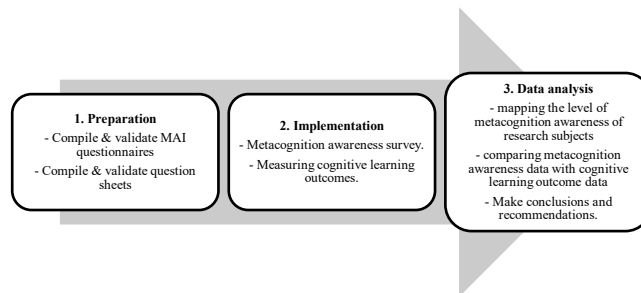 1. Preparation
- Compile & validate MAI
questionnaires
- Compile & validate question
sheets
2. Implementation
- Metacognition awareness survey.
- Measuring cognitive learning
outcomes.
3. Data analysis
- mapping the level of
metacognition awareness of
research subjects
- comparing metacognition
awareness data with cognitive
learning outcome data
- Make conclusions and
recommendations.